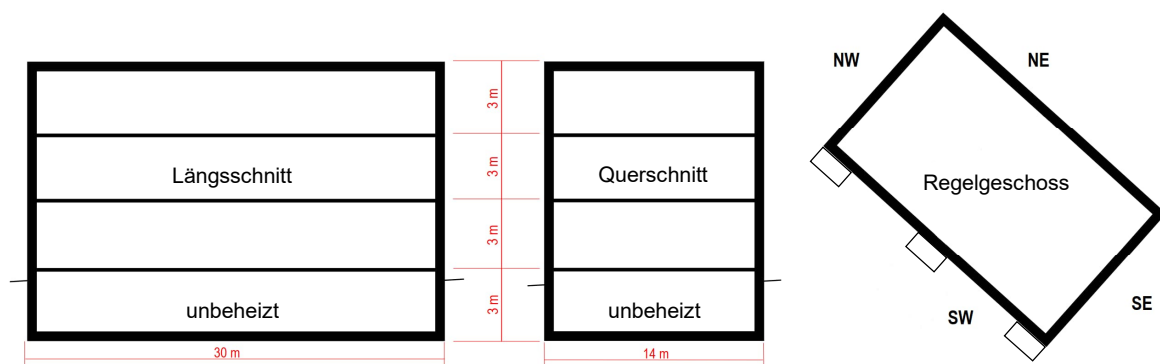 Längsschnitt
unbeheizt
30 m
3 m
3 m
3 m
3 m
Querschnitt
unbeheizt
14 m
NW
NE
Regelgeschoss
SW
SE